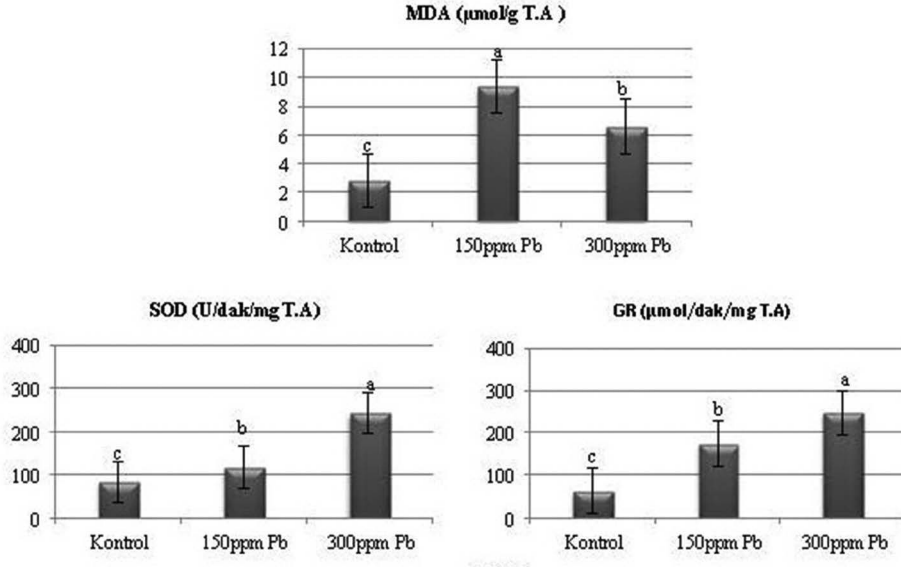 MDA (µmol/g T.A )
12
10
8
6
4
2
0
c
a
b
Kontrol 150ppm Pb 300ppm Pb
SOD (U/dak/mg T.A)
400
300
200
100
0
c
b
a
Kontrol 150ppm Pb 300ppm Pb
GR (µmol/dak/mg T.A)
400
300
200
100
0
c
b
a
Kontrol 150ppm Pb 300ppm Pb